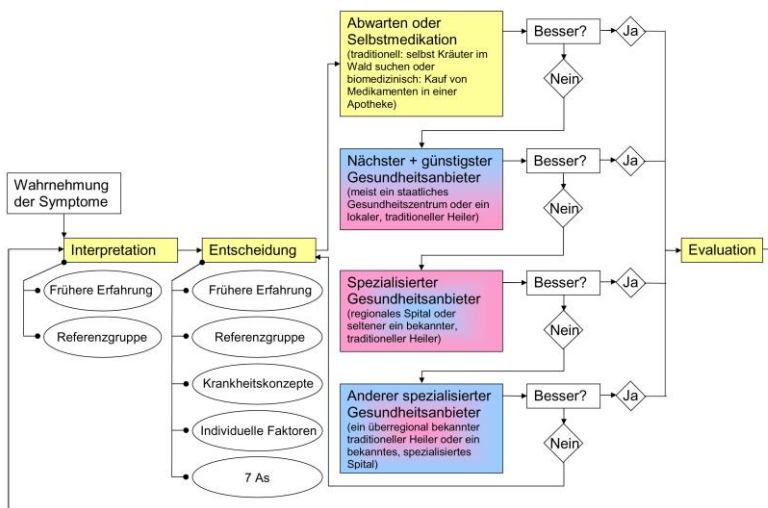 Abwarten oder
Selbstmedikation
(traditionell: selbst Kräuter im
Wald suchen oder
biomedizinisch: Kauf von
Medikamenten in einer
Apotheke)
Besser?
Ja
Nein
Nächster + günstigster
Gesundheitsanbieter
(meist ein staatliches
Gesundheitszentrum oder ein
lokaler, traditioneller Heiler)
Besser?
Ja
Nein
Wahrnehmung
der Symptome
Interpretation
Entscheidung
Evaluation
Frühere Erfahrung
Referenzgruppe
Frühere Erfahrung
Referenzgruppe
Krankheitskonzepte
Individuelle Faktoren
7 As
Spezialisierter
Gesundheitsanbieter
(regionales Spital oder
seltener ein bekannter,
traditioneller Heiler)
Besser?
Ja
Nein
Anderer spezialisierter
Gesundheitsanbieter
(ein überregional bekannter
traditioneller Heiler oder ein
bekanntes, spezialisiertes
Spital)
Besser?
Ja
Nein